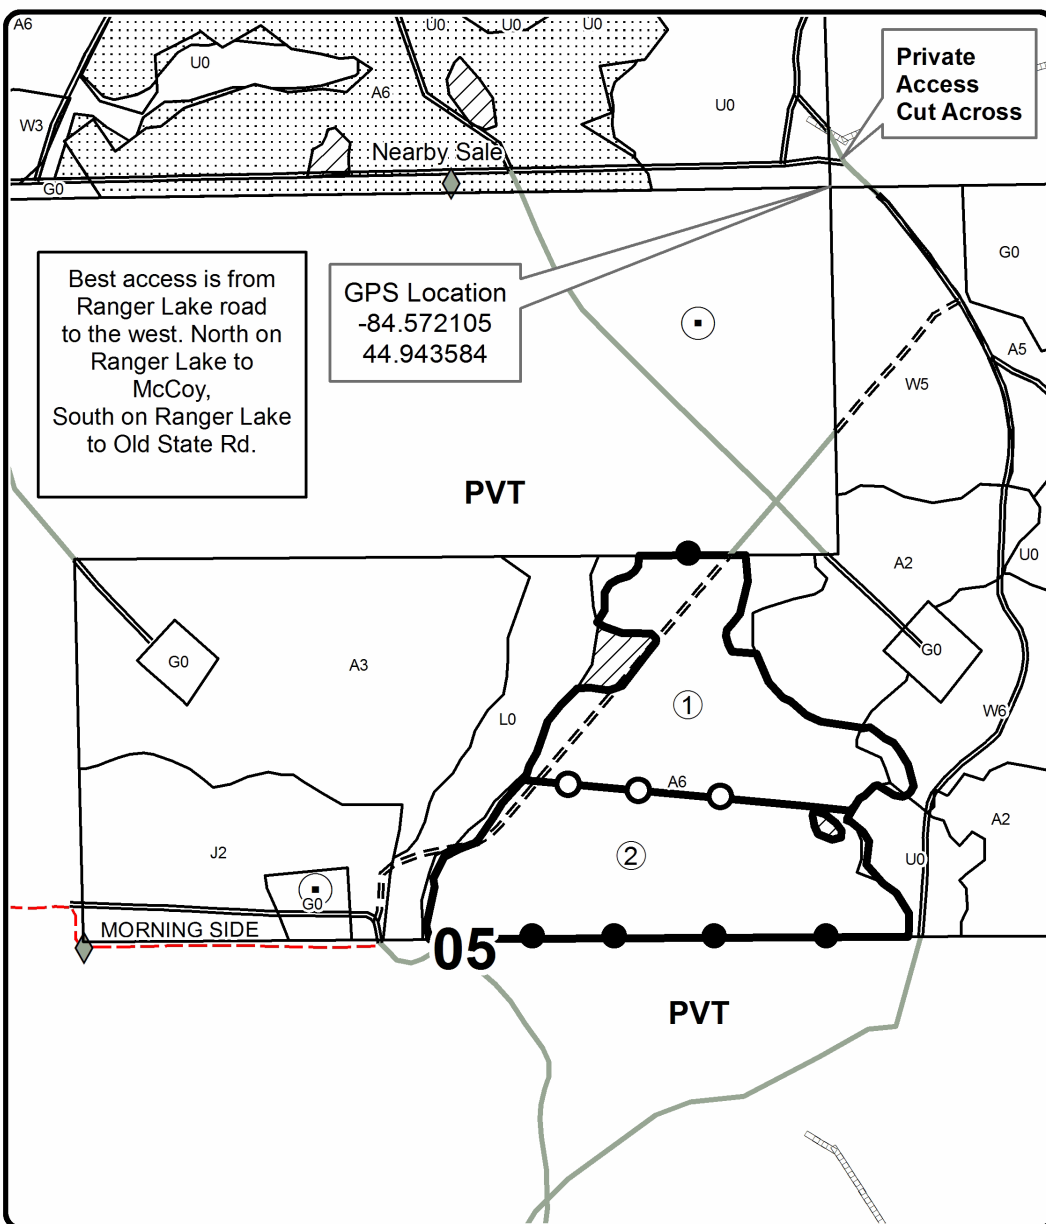 A6
U0
U0
U0
U0
A6
U0
W3
Nearby Sale
G0
Private
Access
Cut Across
Best access is from
Ranger Lake road
to the west. North on
Ranger Lake to
McCoy,
South on Ranger Lake
to Old State Rd.
GPS Location
-84.572105
44.943584
G0
A5
W5
PVT
A2
U0
G0
A3
G0
L0
1
W6
A6
A2
J2
2
U0
G0
MORNING SIDE
05
PVT